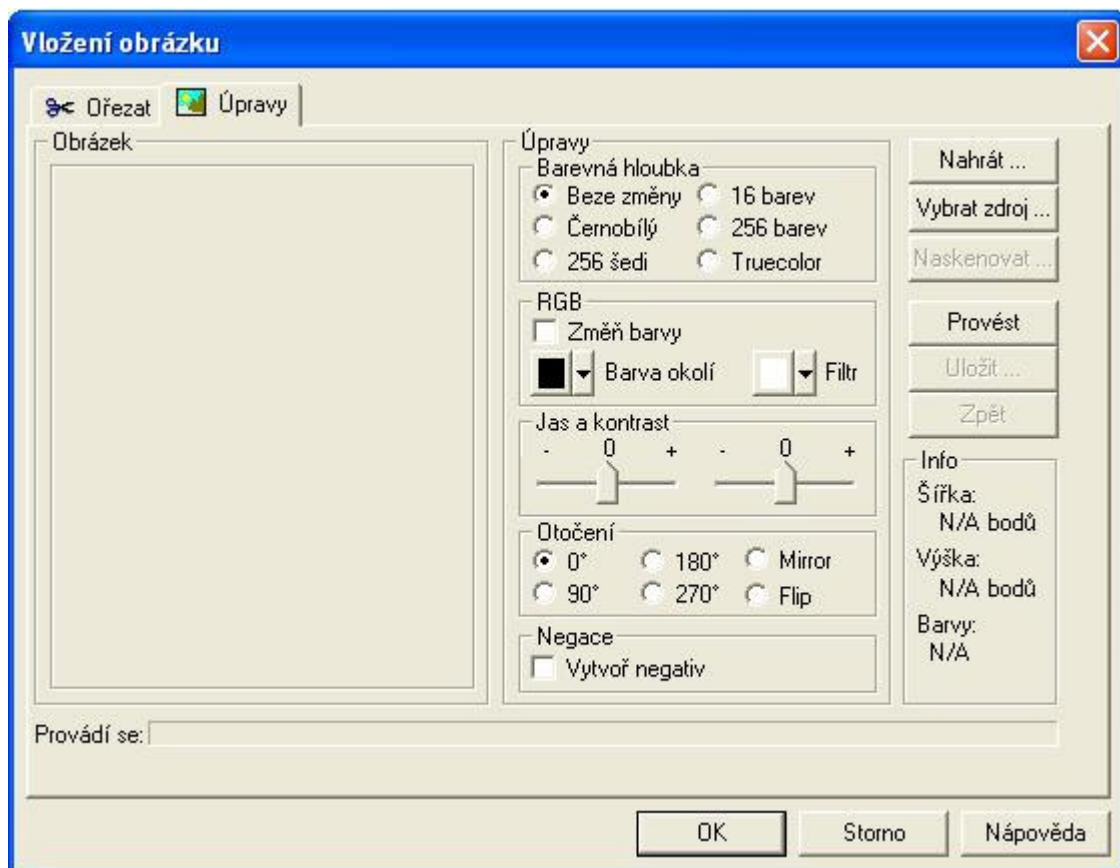 Vložení obrázku
Ořezat Úpravy
Obrázek
Úpravy
Barevná hloubka
Beze změny 16 barev
Černobílý 256 barev
256 šedi Truecolor
RGB
Změň barvy
Barva okolí Filtr
Jas a kontrast
- 0 + - 0 +
Otočení
0° 180° Mirror
90° 270° Flip
Negace
Vytvoř negativ
Nahrát ...
Vybrat zdroj ...
Naskenovat ...
Provést
Uložit ...
Zpět
Info
Šířka:
N/A bodů
Výška:
N/A bodů
Barvy:
N/A
Provádí se:
OK Storno Nápověda